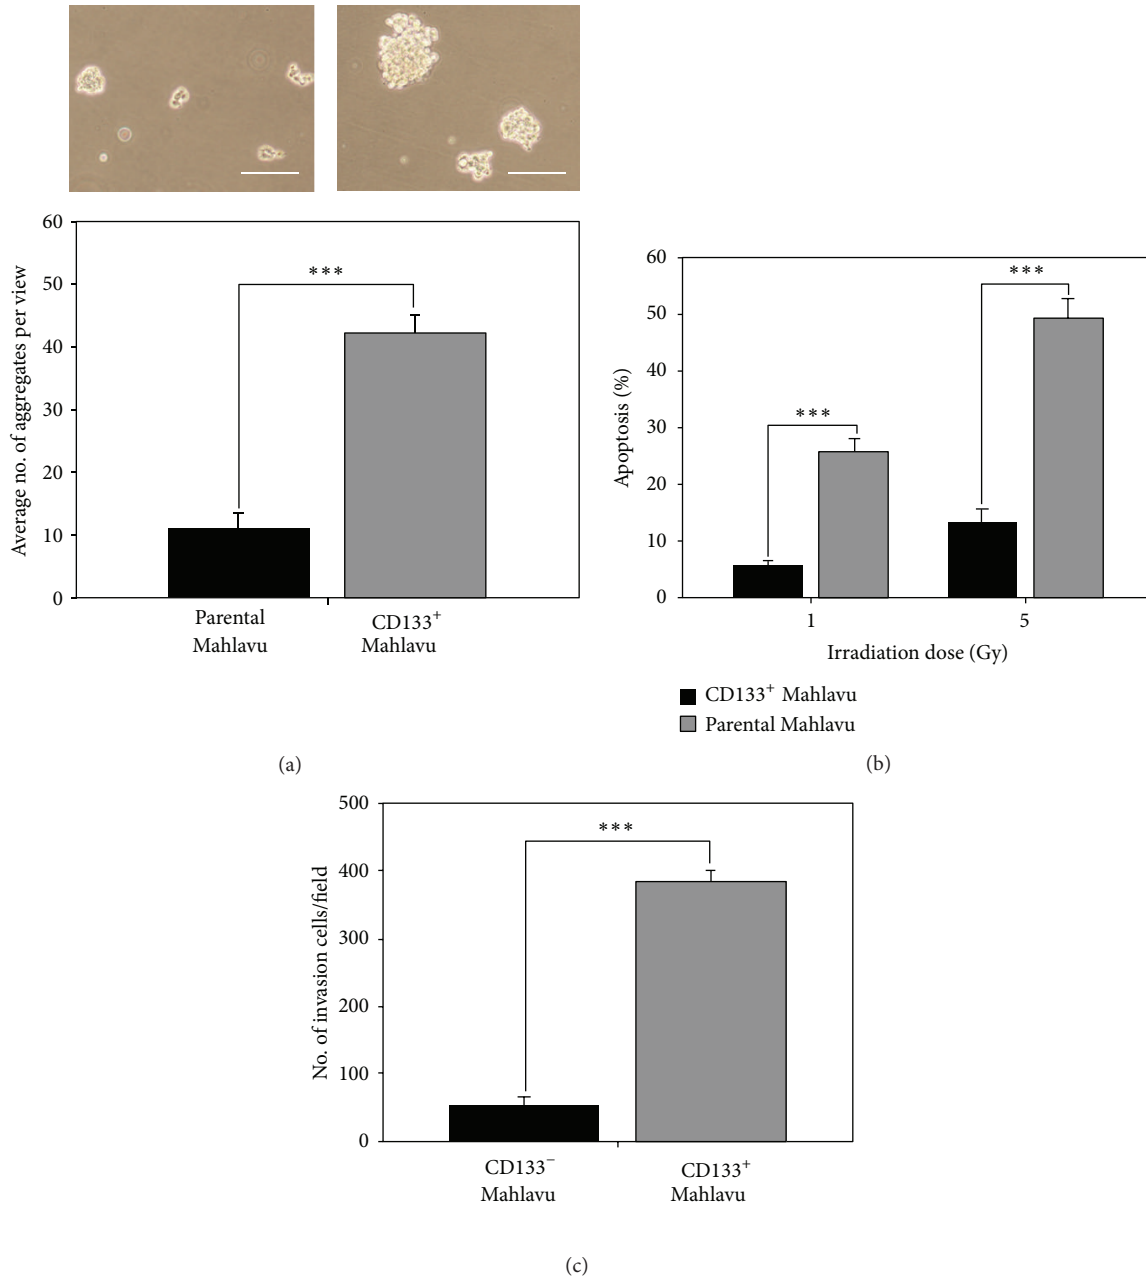 60
50
40
30
20
10
0
Average no. of aggregates per view
***
Parental
Mahlavu
CD133⁺
Mahlavu
(a)
60
50
40
30
20
10
0
Apoptosis (%)
***
***
1
5
Irradiation dose (Gy)
CD133⁺ Mahlavu
Parental Mahlavu
(b)
500
400
300
200
100
0
No. of invasion cells/field
***
CD133⁻
Mahlavu
CD133⁺
Mahlavu
(c)